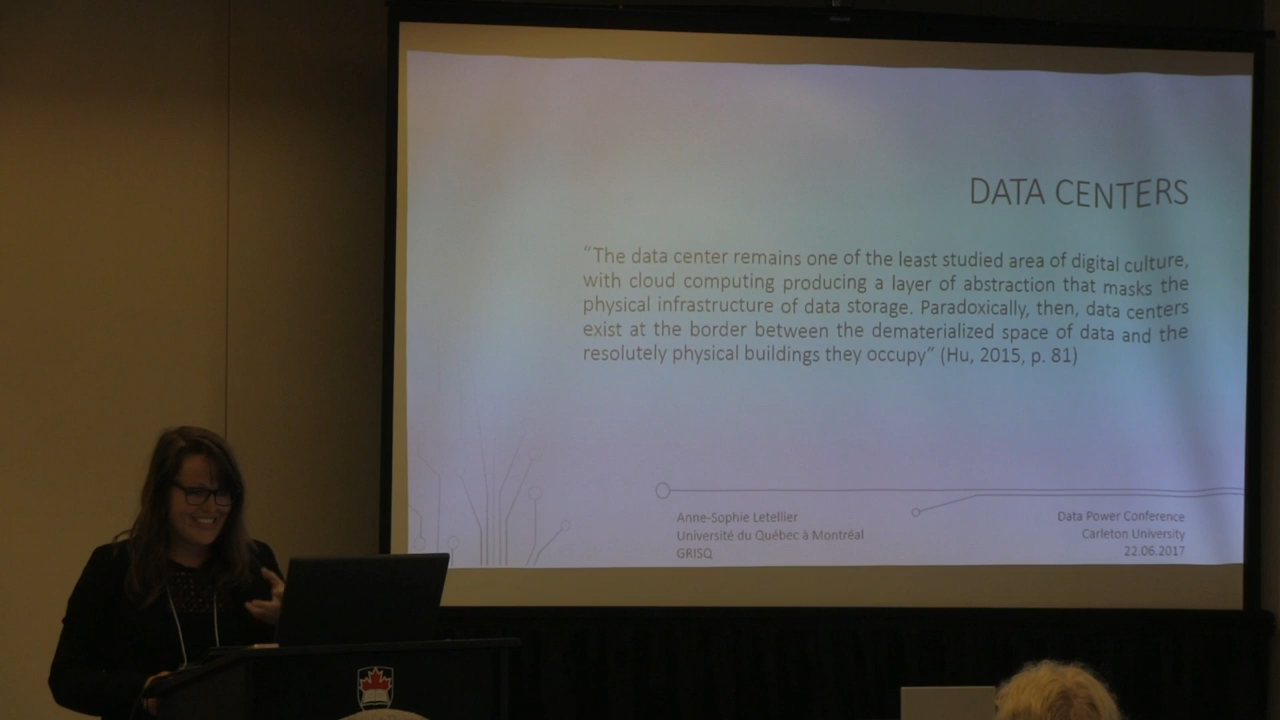 DATA CENTERS
“The data center remains one of the least studied area of digital culture,
with cloud computing producing a layer of abstraction that masks the
physical infrastructure of data storage. Paradoxically, then, data centers
exist at the border between the dematerialized space of data and the
resolutely physical buildings they occupy” (Hu, 2015, p. 81)
Anne-Sophie Letellier
Université du Québec à Montréal
GRISQ
Data Power Conference
Carleton University
22.06.2017